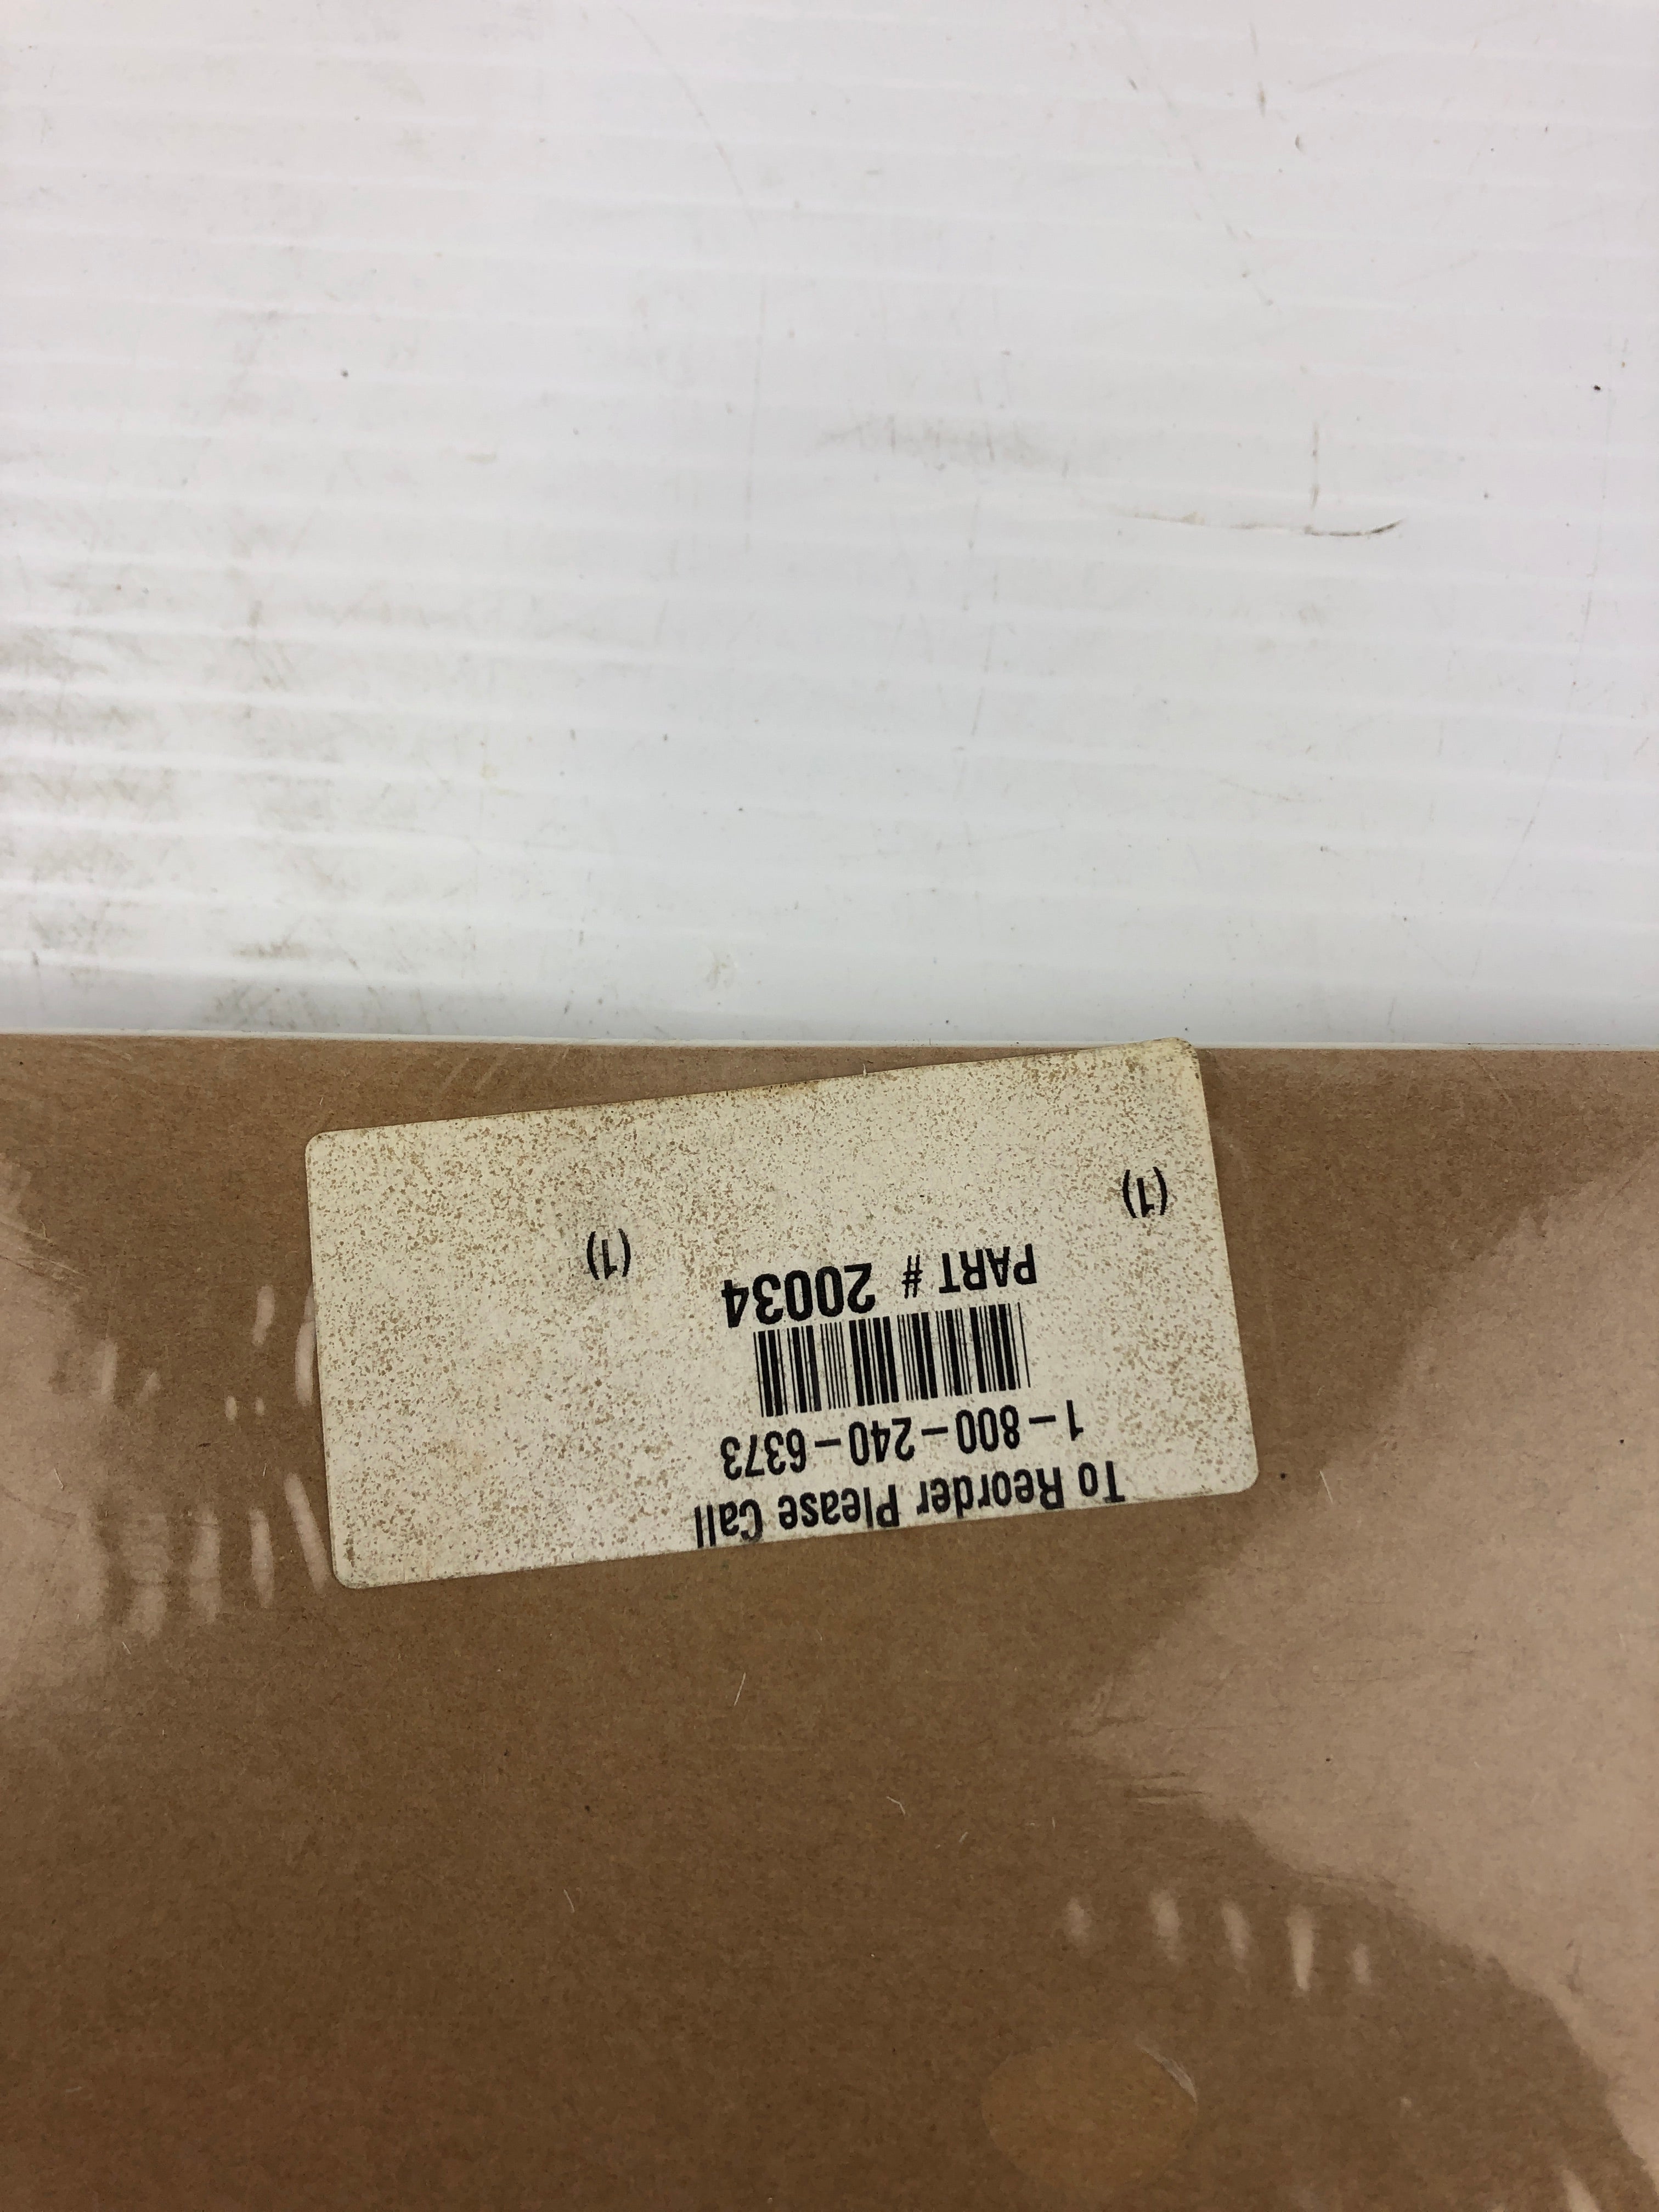 To Reorder Please Call
1-800-240-6373
PART # 20034
(1) (1)